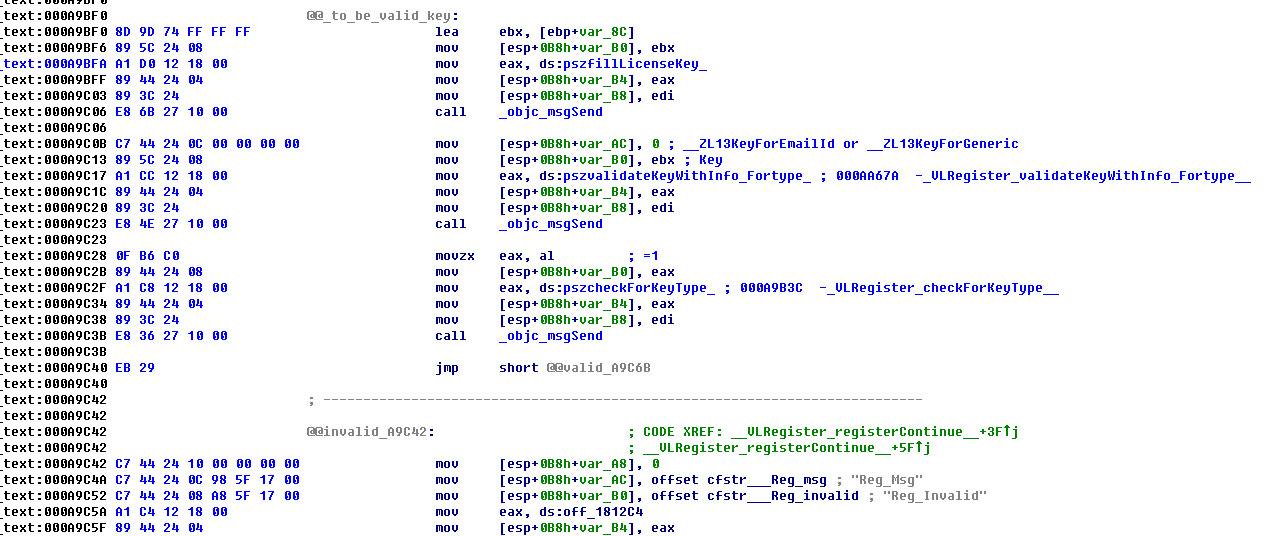 _text:000A9BF0
_text:000A9BF0 @@_to_be_valid_key:
_text:000A9BF0 8D 9D 74 FF FF FF lea ebx, [ebp+var_8C]
_text:000A9BF6 89 5C 24 08 mov [esp+0B8h+var_B0], ebx
_text:000A9BFA A1 D0 12 18 00 mov eax, ds:pszfillLicenseKey_
_text:000A9BFF 89 44 24 04 mov [esp+0B8h+var_B4], eax
_text:000A9C03 89 3C 24 mov [esp+0B8h+var_B8], edi
_text:000A9C06 E8 6B 27 10 00 call _objc_msgSend
_text:000A9C06
_text:000A9C0B C7 44 24 0C 00 00 00 00 mov [esp+0B8h+var_AC], 0 ; __ZL13KeyForEmailId or __ZL13KeyForGeneric
_text:000A9C13 89 5C 24 08 mov [esp+0B8h+var_B0], ebx ; Key
_text:000A9C17 A1 CC 12 18 00 mov eax, ds:pszvalidateKeyWithInfo_Fortype_ ; 000AA67A -_VLRegister_validateKeyWithInfo_Fortype__
_text:000A9C1C 89 44 24 04 mov [esp+0B8h+var_B4], eax
_text:000A9C20 89 3C 24 mov [esp+0B8h+var_B8], edi
_text:000A9C23 E8 4E 27 10 00 call _objc_msgSend
_text:000A9C23
_text:000A9C28 0F B6 C0 movzx eax, al ; =1
_text:000A9C2B 89 44 24 08 mov [esp+0B8h+var_B0], eax
_text:000A9C2F A1 C8 12 18 00 mov eax, ds:pszcheckForKeyType_ ; 000A9B3C -_VLRegister_checkForKeyType__
_text:000A9C34 89 44 24 04 mov [esp+0B8h+var_B4], eax
_text:000A9C38 89 3C 24 mov [esp+0B8h+var_B8], edi
_text:000A9C3B E8 36 27 10 00 call _objc_msgSend
_text:000A9C3B
_text:000A9C40 EB 29 jmp short @@valid_A9C6B
_text:000A9C40
_text:000A9C42 ; ---------------------------------------------------------------------------
_text:000A9C42
_text:000A9C42 @@invalid_A9C42: ; CODE XREF: __VLRegister_registerContinue__+3F↑j
_text:000A9C42 ; __VLRegister_registerContinue__+5F↑j
_text:000A9C42 C7 44 24 10 00 00 00 00 mov [esp+0B8h+var_A8], 0
_text:000A9C4A C7 44 24 0C 98 5F 17 00 mov [esp+0B8h+var_AC], offset cfstr___Reg_msg ; "Reg_Msg"
_text:000A9C52 C7 44 24 08 A8 5F 17 00 mov [esp+0B8h+var_B0], offset cfstr___Reg_invalid ; "Reg_Invalid"
_text:000A9C5A A1 C4 12 18 00 mov eax, ds:off_1812C4
_text:000A9C5F 89 44 24 04 mov [esp+0B8h+var_B4], eax